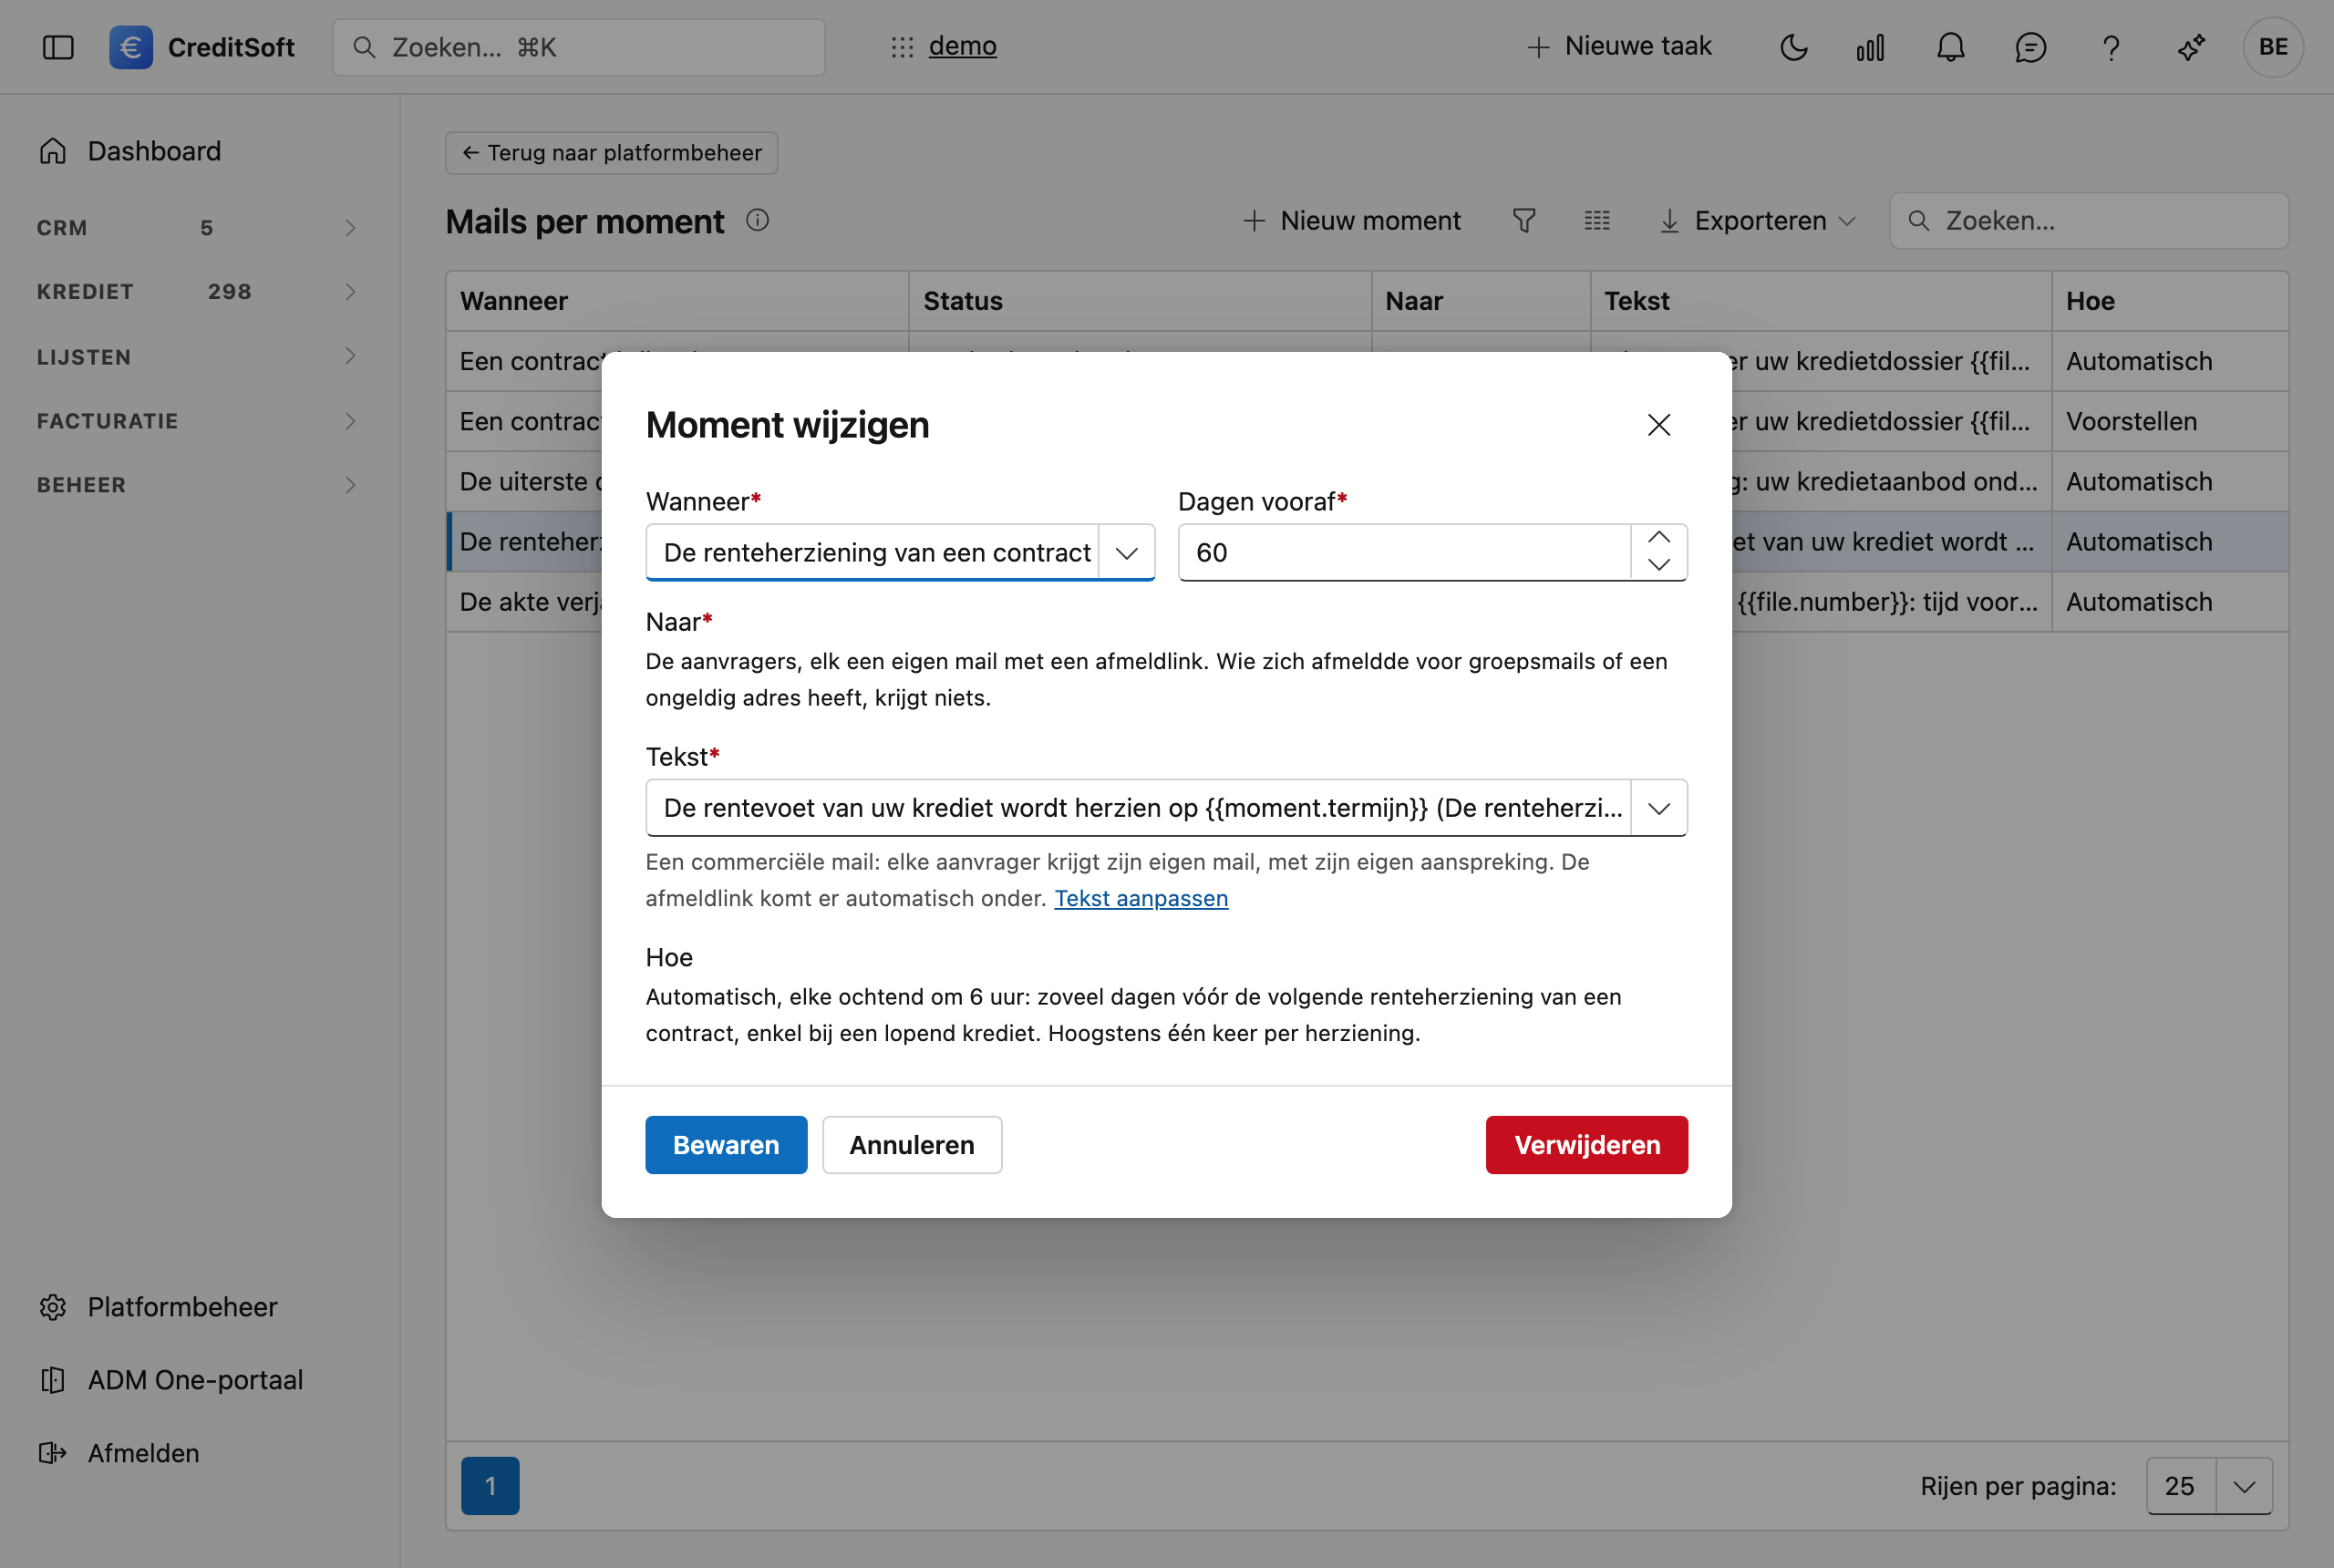 CreditSoft
Zoeken... ⌘K
demo
Nieuwe taak
BE
Dashboard
CRM 5
KREDIET 298
LIJSTEN
FACTURATIE
BEHEER
Platformbeheer
ADM One-portaal
Afmelden
← Terug naar platformbeheer
Mails per moment
Nieuw moment
Exporteren
Zoeken...
Wanneer Status Naar Tekst Hoe
Een contract
uw kredietdossier {{fil... Automatisch
Een contract
uw kredietdossier {{fil... Voorstellen
De uiterste
uw kredietaanbod ond... Automatisch
De renteherz
van uw krediet wordt ... Automatisch
De akte
{{file.number}}: tijd voor... Automatisch
Moment wijzigen
Wanneer* Dagen vooraf*
De renteherziening van een contract 60
Naar*
De aanvragers, elk een eigen mail met een afmeldlink. Wie zich afmeldde voor groepsmails of een
ongeldig adres heeft, krijgt niets.
Tekst*
De rentevoet van uw krediet wordt herzien op {{moment.termijn}} (De renteherzi...
Een commerciële mail: elke aanvrager krijgt zijn eigen mail, met zijn eigen aanspreking. De
afmeldlink komt er automatisch onder. Tekst aanpassen
Hoe
Automatisch, elke ochtend om 6 uur: zoveel dagen vóór de volgende renteherziening van een
contract, enkel bij een lopend krediet. Hoogstens één keer per herziening.
Bewaren Annuleren Verwijderen
1
Rijen per pagina: 25